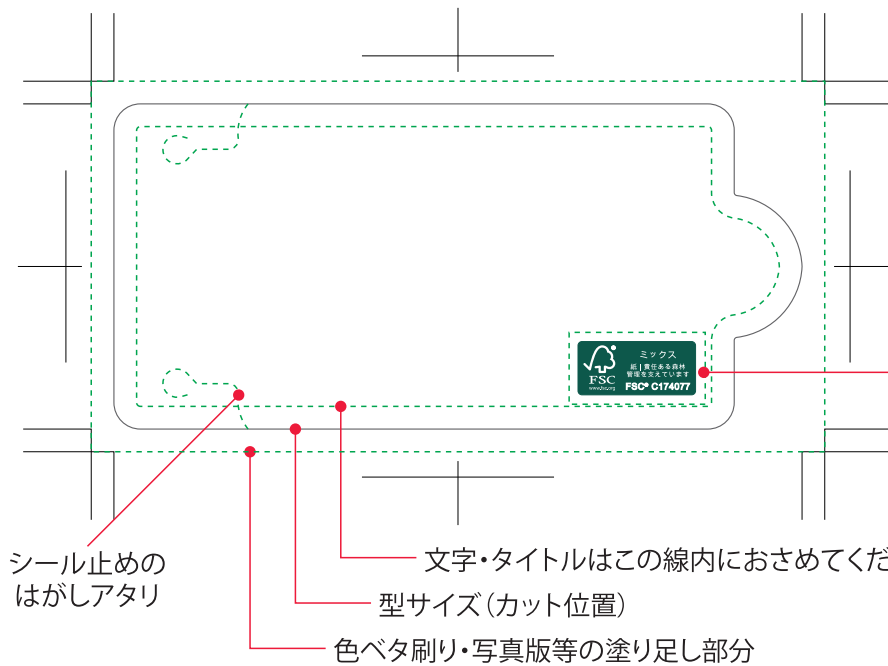 ミックス
紙 | 責任ある森林
管理を支えています
FSC® C174077
FSC
www.fsc.org
シール止めの
はがしアタリ
文字・タイトルはこの線内におさめてくだ
型サイズ（カット位置）
色ベタ刷り・写真版等の塗り足し部分